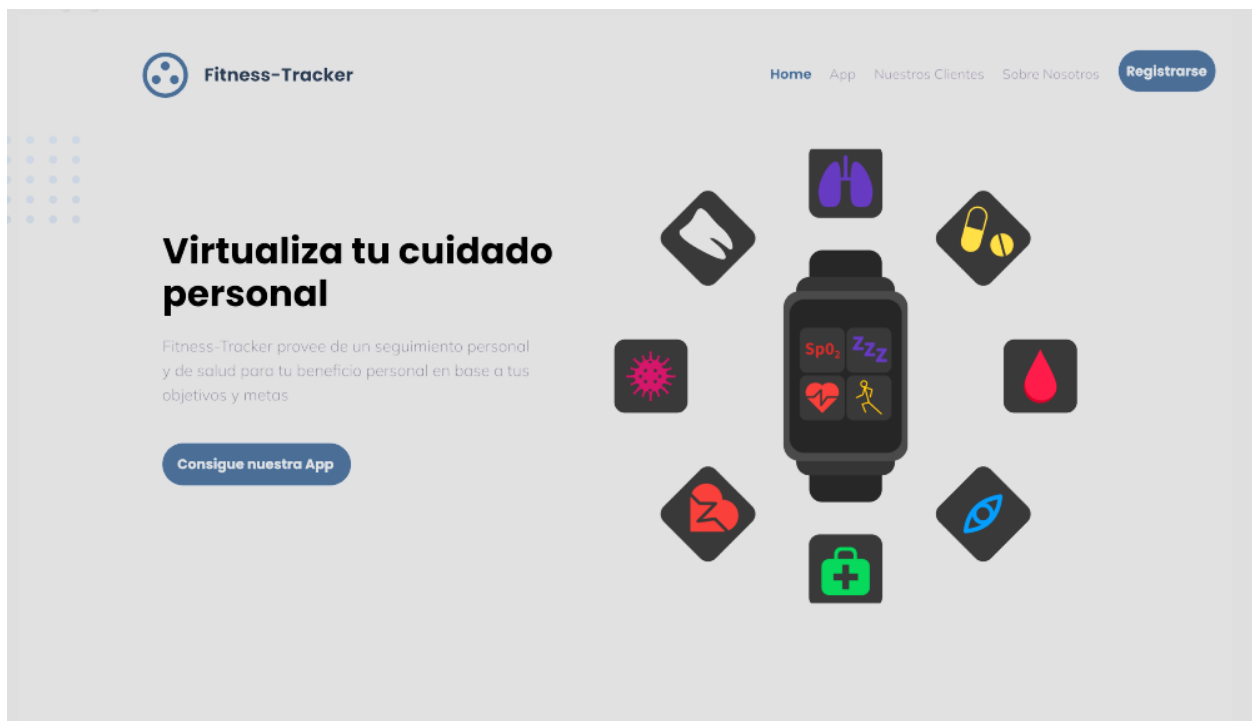 Fitness-Tracker
Home App Nuestros Clientes Sobre Nosotros Registrarse
Virtualiza tu cuidado
personal
Fitness-Tracker provee de un seguimiento personal
y de salud para tu beneficio personal en base a tus
objetivos y metas
Consigue nuestra App
SpO₂ ZZZ